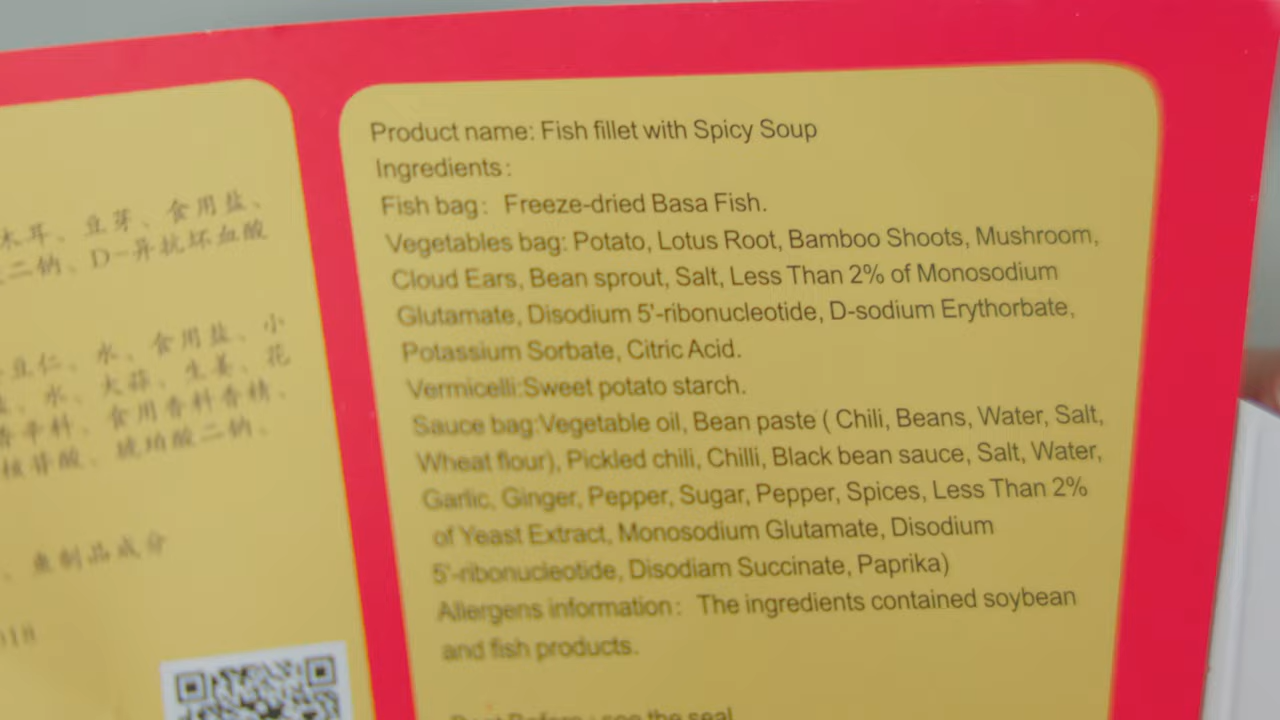 木耳、豆芽、食用盐、
二钠、D-异抗坏血酸
豆仁、水、食用盐、小
、水、大蒜、生姜、花
香辛料、食用香料香精、
核苷酸、琥珀酸二钠、
、鱼制品成分
018
Product name: Fish fillet with Spicy Soup
Ingredients:
Fish bag: Freeze-dried Basa Fish.
Vegetables bag: Potato, Lotus Root, Bamboo Shoots, Mushroom,
Cloud Ears, Bean sprout, Salt, Less Than 2% of Monosodium
Glutamate, Disodium 5'-ribonucleotide, D-sodium Erythorbate,
Potassium Sorbate, Citric Acid.
Vermicelli:Sweet potato starch.
Sauce bag:Vegetable oil, Bean paste ( Chili, Beans, Water, Salt,
Wheat flour), Pickled chili, Chilli, Black bean sauce, Salt, Water,
Garlic, Ginger, Pepper, Sugar, Pepper, Spices, Less Than 2%
of Yeast Extract, Monosodium Glutamate, Disodium
5'-ribonucleotide, Disodiam Succinate, Paprika)
Allergens information: The ingredients contained soybean
and fish products.
Best Before : see the seal